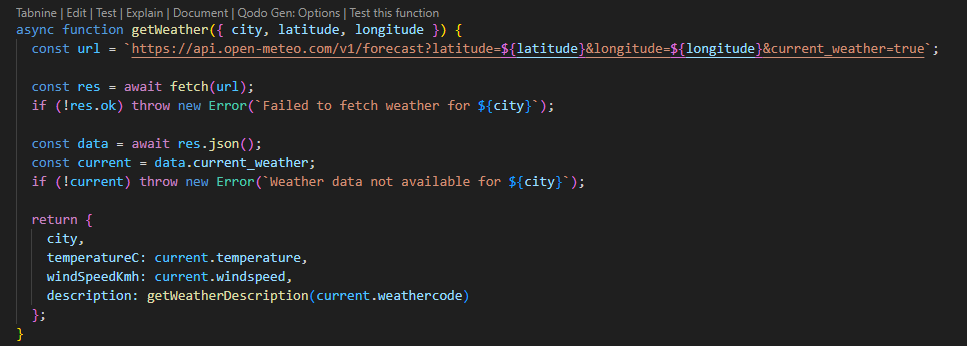 Tabnine | Edit | Test | Explain | Document | Qodo Gen: Options | Test this function
async function getWeather({ city, latitude, longitude }) {
  const url = `https://api.open-meteo.com/v1/forecast?latitude=${latitude}&longitude=${longitude}&current_weather=true`;

  const res = await fetch(url);
  if (!res.ok) throw new Error(`Failed to fetch weather for ${city}`);

  const data = await res.json();
  const current = data.current_weather;
  if (!current) throw new Error(`Weather data not available for ${city}`);

  return {
    city,
    temperatureC: current.temperature,
    windSpeedKmh: current.windspeed,
    description: getWeatherDescription(current.weathercode)
  };
}